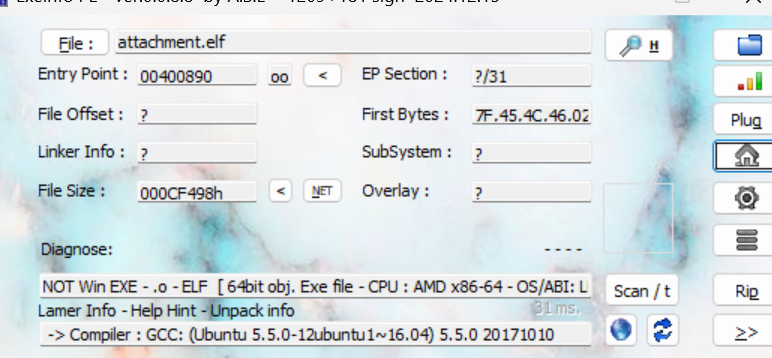 File : attachment.elf H
Entry Point : 00400890 oo < EP Section : ?/31
File Offset : ? First Bytes : 7F.45.4C.46.02 Plug
Linker Info : ? SubSystem : ?
File Size : 000CF498h < NET Overlay : ?
Diagnose: - - - -
NOT Win EXE - .o - ELF [ 64bit obj. Exe file - CPU : AMD x86-64 - OS/ABI: Scan / t Rip
Lamer Info - Help Hint - Unpack info 31 ms.
-> Compiler : GCC: (Ubuntu 5.5.0-12ubuntu1~16.04) 5.5.0 20171010 >>